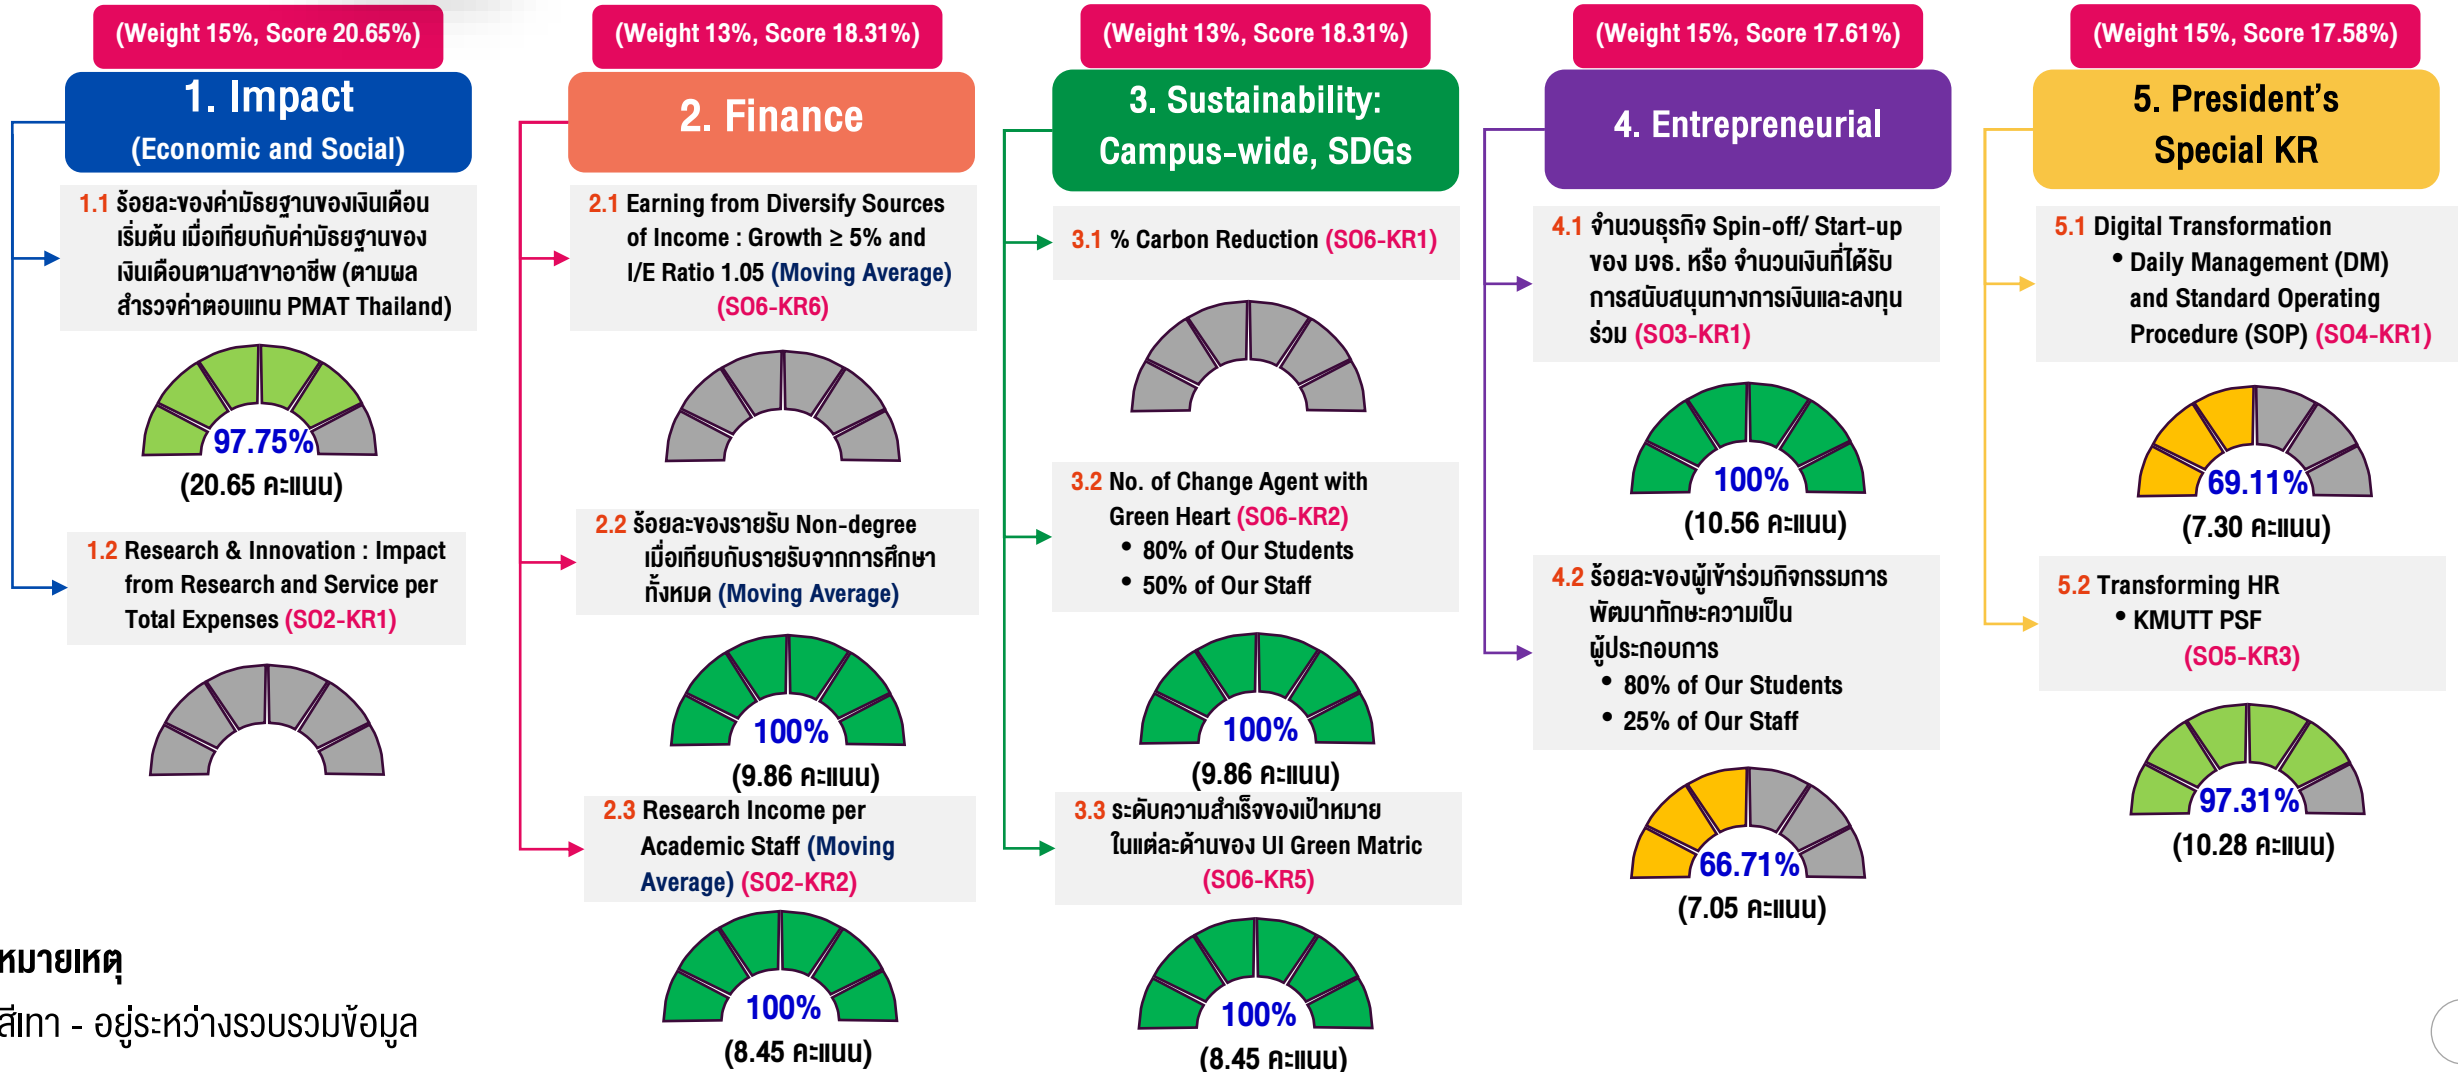 (Weight 15%, Score 20.65%)
1. Impact
(Economic and Social)
1.1 ร้อยละของค่ามัธยฐานของเงินเดือน
เริ่มต้น เมื่อเทียบกับค่ามัธยฐานของ
เงินเดือนตามสาขาอาชีพ (ตามผล
สำรวจค่าตอบแทน PMAT Thailand)
97.75%
(20.65 คะแนน)
1.2 Research & Innovation : Impact
from Research and Service per
Total Expenses (SO2-KR1)
(Weight 13%, Score 18.31%)
2. Finance
2.1 Earning from Diversify Sources
of Income : Growth ≥ 5% and
I/E Ratio 1.05 (Moving Average)
(SO6-KR6)
2.2 ร้อยละของรายรับ Non-degree
เมื่อเทียบกับรายรับจากการศึกษา
ทั้งหมด (Moving Average)
100%
(9.86 คะแนน)
2.3 Research Income per
Academic Staff (Moving
Average) (SO2-KR2)
100%
(8.45 คะแนน)
(Weight 13%, Score 18.31%)
3. Sustainability:
Campus-wide, SDGs
3.1 % Carbon Reduction (SO6-KR1)
3.2 No. of Change Agent with
Green Heart (SO6-KR2)
• 80% of Our Students
• 50% of Our Staff
100%
(9.86 คะแนน)
3.3 ระดับความสำเร็จของเป้าหมาย
ในแต่ละด้านของ UI Green Matric
(SO6-KR5)
100%
(8.45 คะแนน)
(Weight 15%, Score 17.61%)
4. Entrepreneurial
4.1 จำนวนธุรกิจ Spin-off/ Start-up
ของ มจธ. หรือ จำนวนเงินที่ได้รับ
การสนับสนุนทางการเงินและลงทุน
ร่วม (SO3-KR1)
100%
(10.56 คะแนน)
4.2 ร้อยละของผู้เข้าร่วมกิจกรรมการ
พัฒนาทักษะความเป็น
ผู้ประกอบการ
• 80% of Our Students
• 25% of Our Staff
66.71%
(7.05 คะแนน)
(Weight 15%, Score 17.58%)
5. President's
Special KR
5.1 Digital Transformation
• Daily Management (DM)
and Standard Operating
Procedure (SOP) (SO4-KR1)
69.11%
(7.30 คะแนน)
5.2 Transforming HR
• KMUTT PSF
(SO5-KR3)
97.31%
(10.28 คะแนน)
หมายเหตุ
สีเทา - อยู่ระหว่างรวบรวมข้อมูล